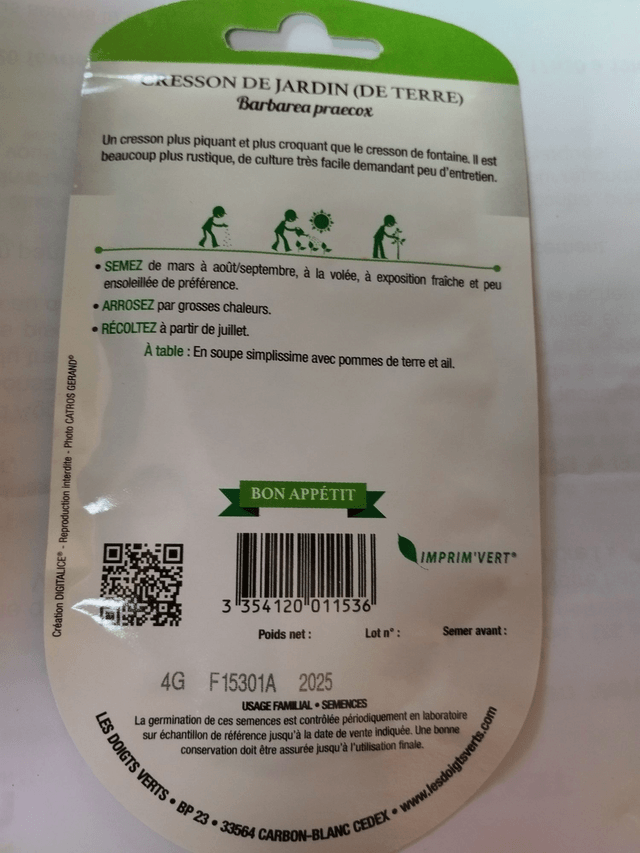 CRESSON DE JARDIN (DE TERRE)
Barbarea praecox
Un cresson plus piquant et plus croquant que le cresson de fontaine. Il est
beaucoup plus rustique, de culture très facile demandant peu d'entretien.
• SEMEZ de mars à août/septembre, à la volée, à exposition fraîche et peu
ensoleillée de préférence.
• ARROSEZ par grosses chaleurs.
• RÉCOLTEZ à partir de juillet.
À table : En soupe simplissime avec pommes de terre et ail.
Création DIGITALICE® - Reproduction interdite - Photo CATROS GERAND®
BON APPÉTIT
IMPRIM'VERT®
3 354120 011536
Poids net : Lot n° : Semer avant :
4G F15301A 2025
USAGE FAMILIAL • SEMENCES
La germination de ces semences est contrôlée périodiquement en laboratoire
sur échantillon de référence jusqu'à la date de vente indiquée. Une bonne
conservation doit être assurée jusqu'à l'utilisation finale.
LES DOIGTS VERTS • BP 23 • 33564 CARBON-BLANC CEDEX • www.lesdoigtsverts.com